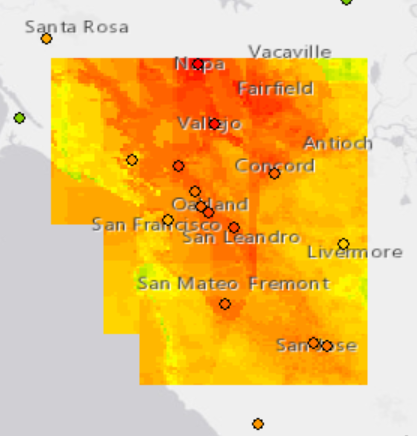 Santa Rosa
Vacaville
Napa
Fairfield
Vallejo
Antioch
Concord
Oakland
San Francisco
San Leandro
Livermore
San Mateo
Fremont
San Jose